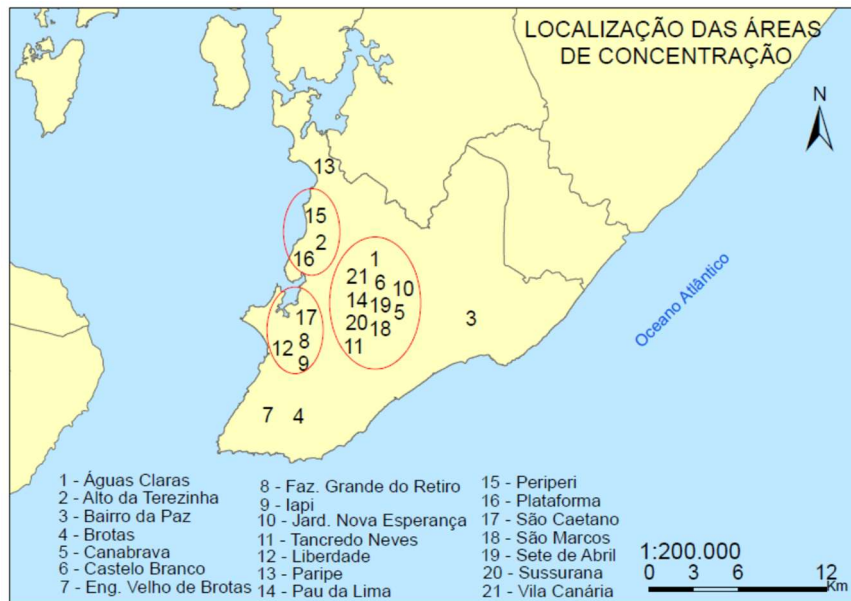 LOCALIZAÇÃO DAS ÁREAS
DE CONCENTRAÇÃO
N
13
15
2
16
1
21
6
10
14
19
5
20
18
11
17
8
12
9
3
7
4
Oceano Atlântico
1 - Águas Claras
2 - Alto da Terezinha
3 - Bairro da Paz
4 - Brotas
5 - Canabrava
6 - Castelo Branco
7 - Eng. Velho de Brotas
8 - Faz. Grande do Retiro
9 - Iapi
10 - Jard. Nova Esperança
11 - Tancredo Neves
12 - Liberdade
13 - Paripe
14 - Pau da Lima
15 - Periperi
16 - Plataforma
17 - São Caetano
18 - São Marcos
19 - Sete de Abril
20 - Sussurana
21 - Vila Canária
1:200.000
0 3 6 12
Km